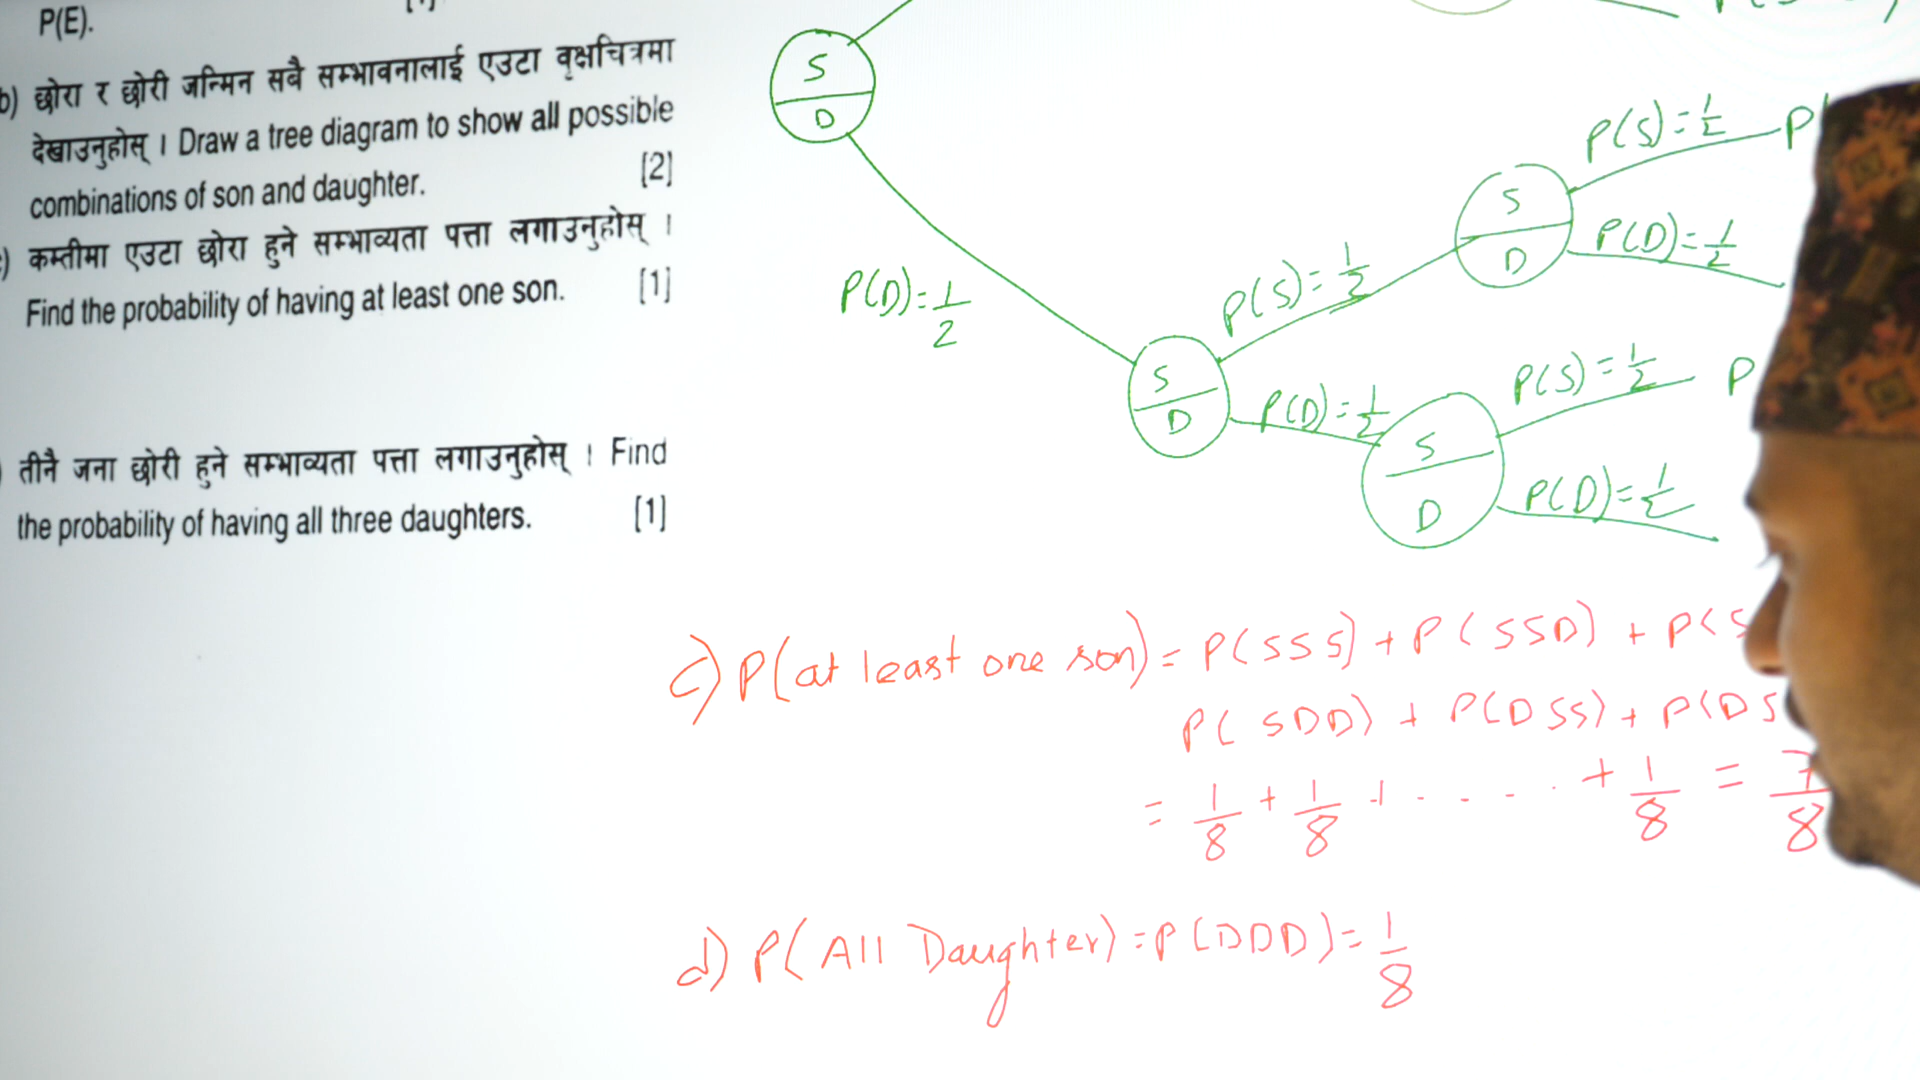 P(E).
b) छोरा र छोरी जन्मिन सबै सम्भावनालाई एउटा वृक्षचित्रमा
देखाउनुहोस् । Draw a tree diagram to show all possible
combinations of son and daughter. [2]
) कम्तीमा एउटा छोरा हुने सम्भाव्यता पत्ता लगाउनुहोस् ।
Find the probability of having at least one son. [1]
तीनै जना छोरी हुने सम्भाव्यता पत्ता लगाउनुहोस् । Find
the probability of having all three daughters. [1]
S
D
P(D)=1/2
S
D
P(S)=1/2
P(D)=1/2
S
D
P(S)=1/2 P
P(D)=1/2
S
D
P(S)=1/2 P
P(D)=1/2
c) P(at least one son) = P(SSS) + P(SSD) + P(S
P(SDD) + P(DSS) + P(DS
= 1/8 + 1/8 + . . . . . + 1/8 = 7/8
d) P(All Daughter) = P(DDD) = 1/8